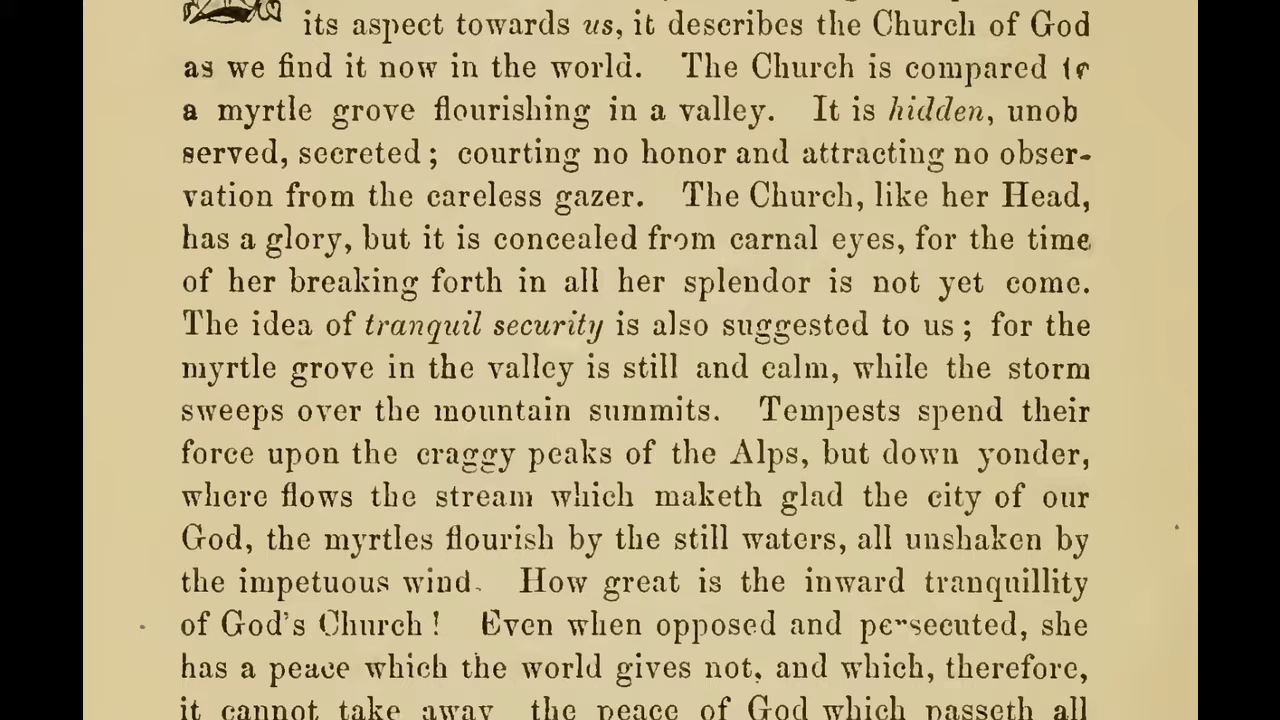 its aspect towards us, it describes the Church of God
as we find it now in the world. The Church is compared to
a myrtle grove flourishing in a valley. It is hidden, unob
served, secreted; courting no honor and attracting no obser-
vation from the careless gazer. The Church, like her Head,
has a glory, but it is concealed from carnal eyes, for the time
of her breaking forth in all her splendor is not yet come.
The idea of tranquil security is also suggested to us; for the
myrtle grove in the valley is still and calm, while the storm
sweeps over the mountain summits. Tempests spend their
force upon the craggy peaks of the Alps, but down yonder,
where flows the stream which maketh glad the city of our
God, the myrtles flourish by the still waters, all unshaken by
the impetuous wind. How great is the inward tranquillity
of God's Church! Even when opposed and persecuted, she
has a peace which the world gives not, and which, therefore,
it cannot take away the peace of God which passeth all